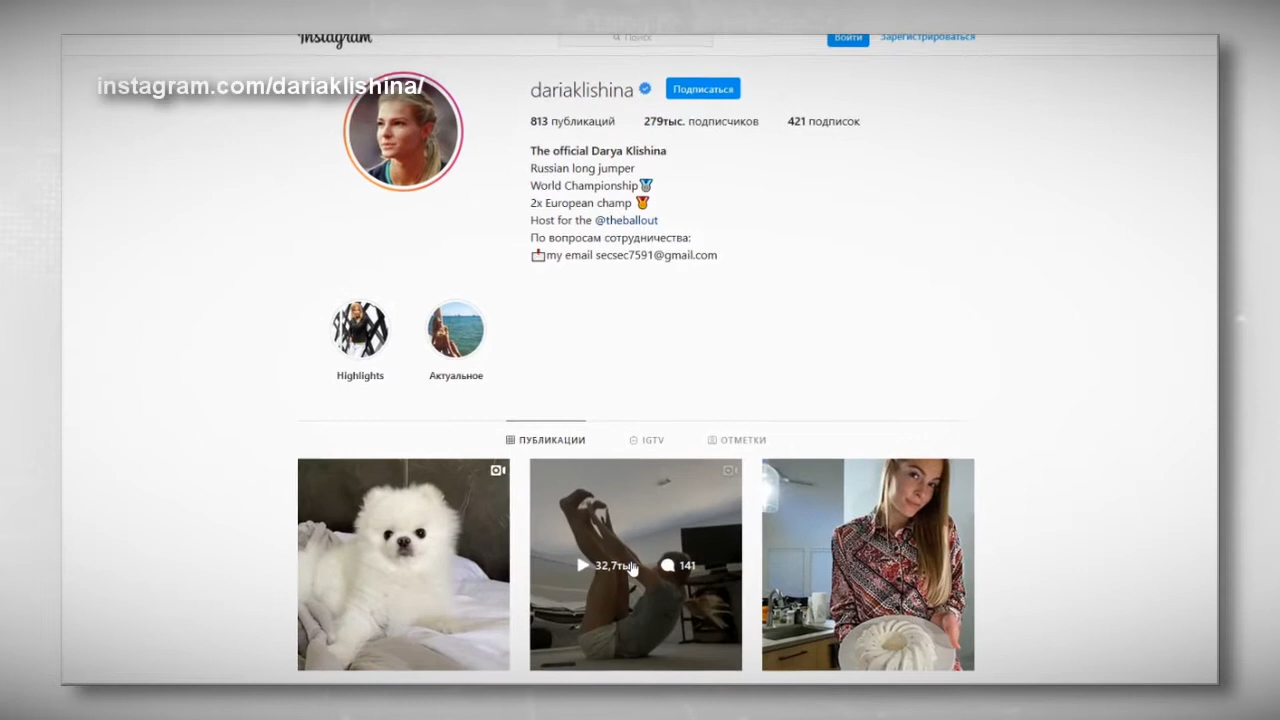 Instagram
Поиск
Войти
Зарегистрироваться
instagram.com/dariaklishina/
dariaklishina
Подписаться
813 публикаций 279тыс. подписчиков 421 подписок
The official Darya Klishina
Russian long jumper
World Championship🥈
2x European champ 🏅
Host for the @theballout
По вопросам сотрудничества:
📩my email secsec7591@gmail.com
Highlights Актуальное
ПУБЛИКАЦИИ IGTV ОТМЕТКИ
141